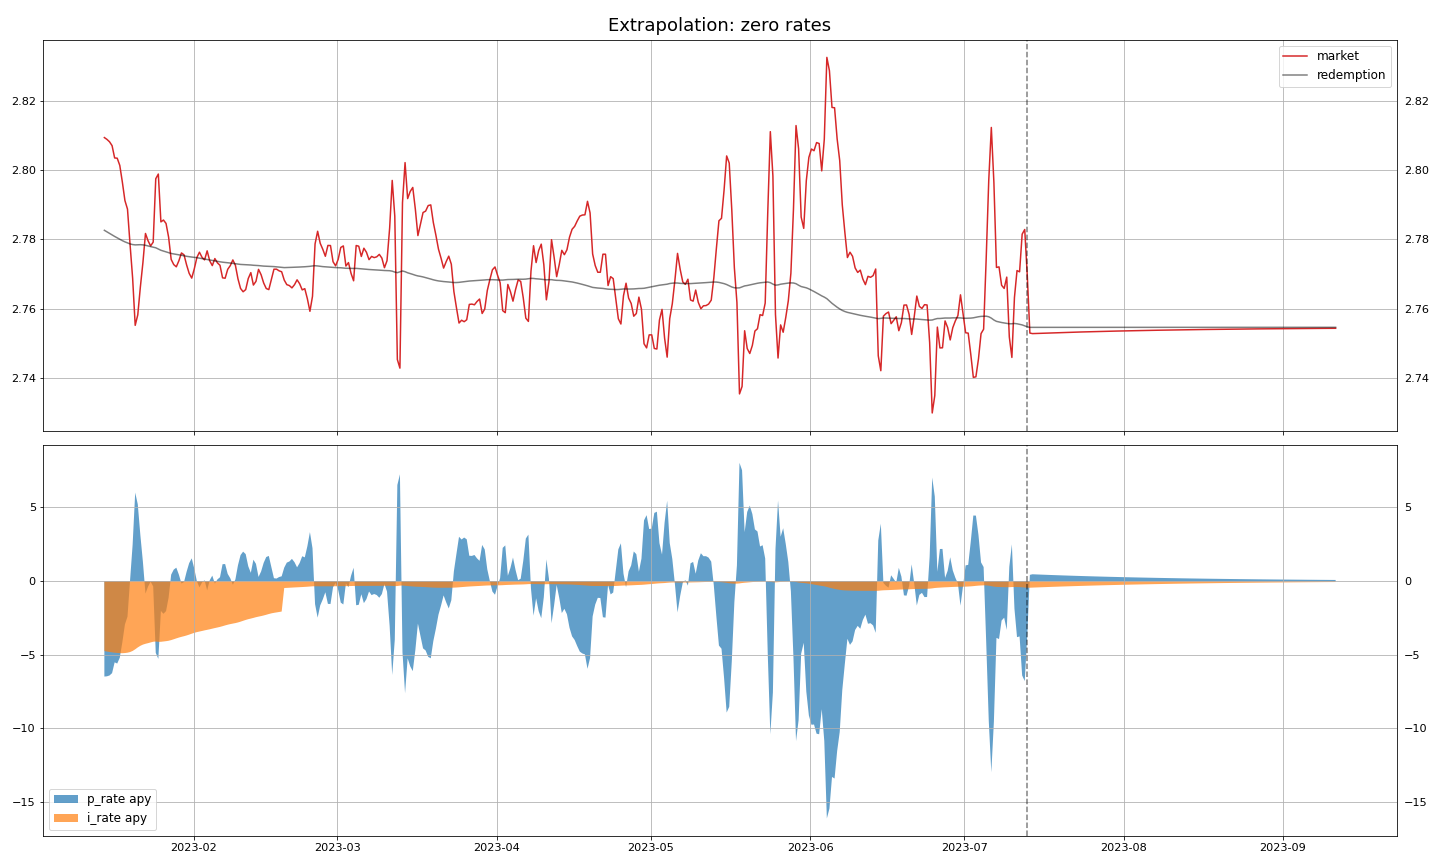 Extrapolation: zero rates
market
redemption
2.82 2.82
2.80 2.80
2.78 2.78
2.76 2.76
2.74 2.74
5 5
0 0
−5 −5
−10 −10
−15 −15
p_rate apy
i_rate apy
2023-02 2023-03 2023-04 2023-05 2023-06 2023-07 2023-08 2023-09